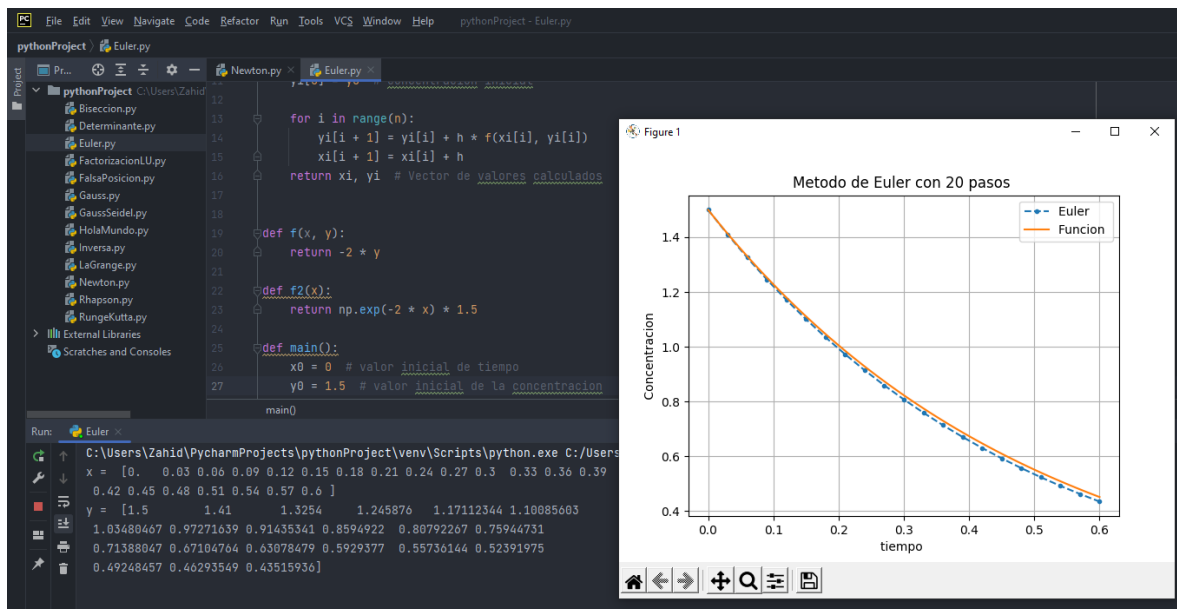 PC File Edit View Navigate Code Refactor Run Tools VCS Window Help pythonProject - Euler.py
pythonProject Euler.py
Project
Pr...
Newton.py
Euler.py
pythonProject C:\Users\Zahid
Biseccion.py
Determinante.py
Euler.py
FactorizacionLU.py
FalsaPosicion.py
Gauss.py
GaussSeidel.py
HolaMundo.py
Inversa.py
LaGrange.py
Newton.py
Rhapson.py
RungeKutta.py
External Libraries
Scratches and Consoles
12
13 for i in range(n):
14 yi[i + 1] = yi[i] + h * f(xi[i], yi[i])
15 xi[i + 1] = xi[i] + h
16 return xi, yi # Vector de valores calculados
17
18
19 def f(x, y):
20 return -2 * y
21
22 def f2(x):
23 return np.exp(-2 * x) * 1.5
24
25 def main():
26 x0 = 0 # valor inicial de tiempo
27 y0 = 1.5 # valor inicial de la concentracion
main()
Run: Euler
C:\Users\Zahid\PycharmProjects\pythonProject\venv\Scripts\python.exe C:/Users
x = [0. 0.03 0.06 0.09 0.12 0.15 0.18 0.21 0.24 0.27 0.3 0.33 0.36 0.39
0.42 0.45 0.48 0.51 0.54 0.57 0.6 ]
y = [1.5 1.41 1.3254 1.245876 1.17112344 1.10085603
1.03480467 0.97271639 0.91435341 0.8594922 0.80792267 0.75944731
0.71388047 0.67104764 0.63078479 0.5929377 0.55736144 0.52391975
0.49248457 0.46293549 0.43515936]
Figure 1
Metodo de Euler con 20 pasos
Euler
Funcion
1.4
1.2
1.0
0.8
0.6
0.4
Concentracion
0.0 0.1 0.2 0.3 0.4 0.5 0.6
tiempo